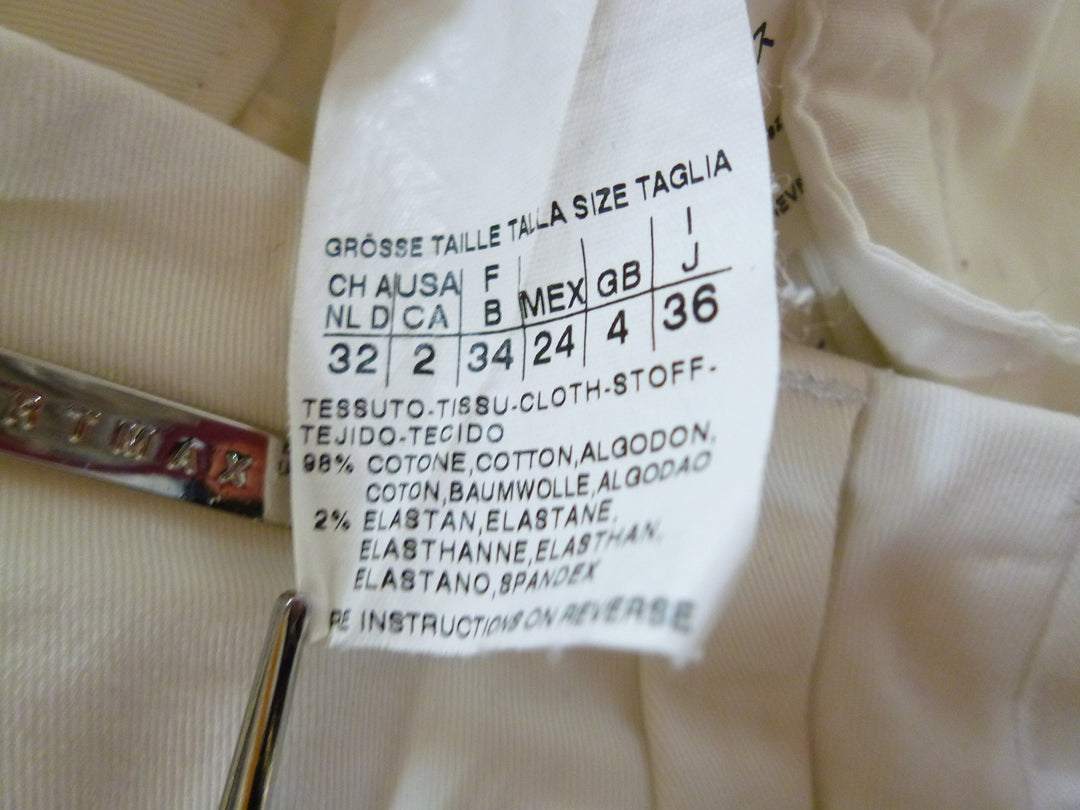 GRÖSSE TAILLE TALLA SIZE TAGLIA
CH A USA F MEX GB I
NL D CA B J
32 2 34 24 4 36
TESSUTO-TISSU-CLOTH-STOFF-
TEJIDO-TECIDO
98% COTONE,COTTON,ALGODON,
COTON,BAUMWOLLE,ALGODAO
2% ELASTAN,ELASTANE,
ELASTHANNE,ELASTHAN,
ELASTANO,SPANDEX
RE INSTRUCTIONS ON REVERSE
RTMAX